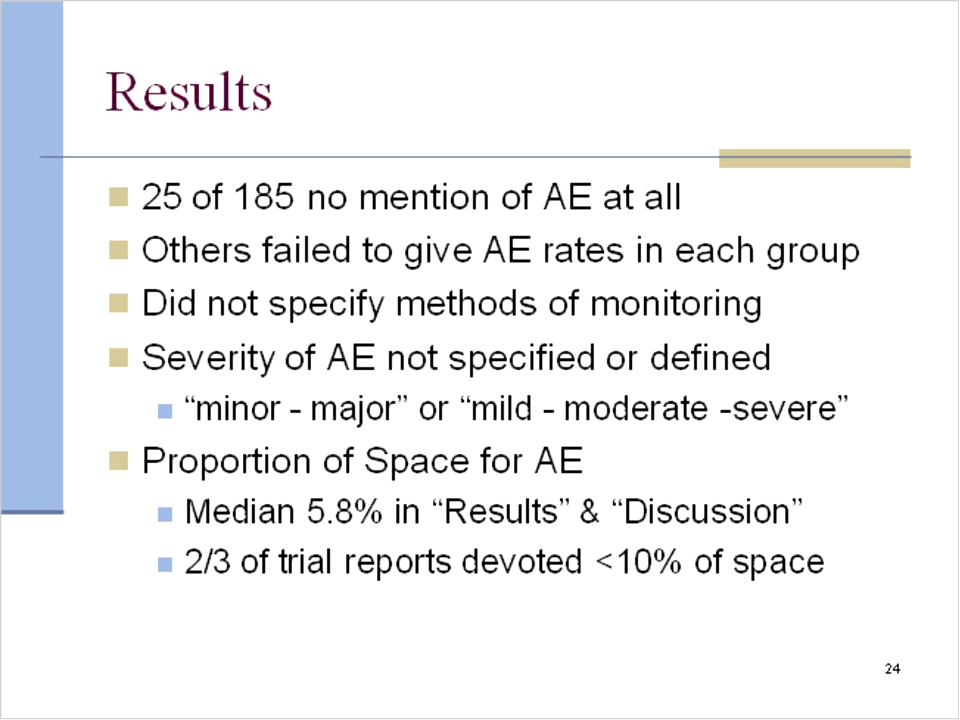 Results
25 of 185 no mention of AE at all
Others failed to give AE rates in each group
Did not specify methods of monitoring
Severity of AE not specified or defined
“minor - major” or “mild - moderate -severe”
Proportion of Space for AE
Median 5.8% in “Results” & “Discussion”
2/3 of trial reports devoted <10% of space
24